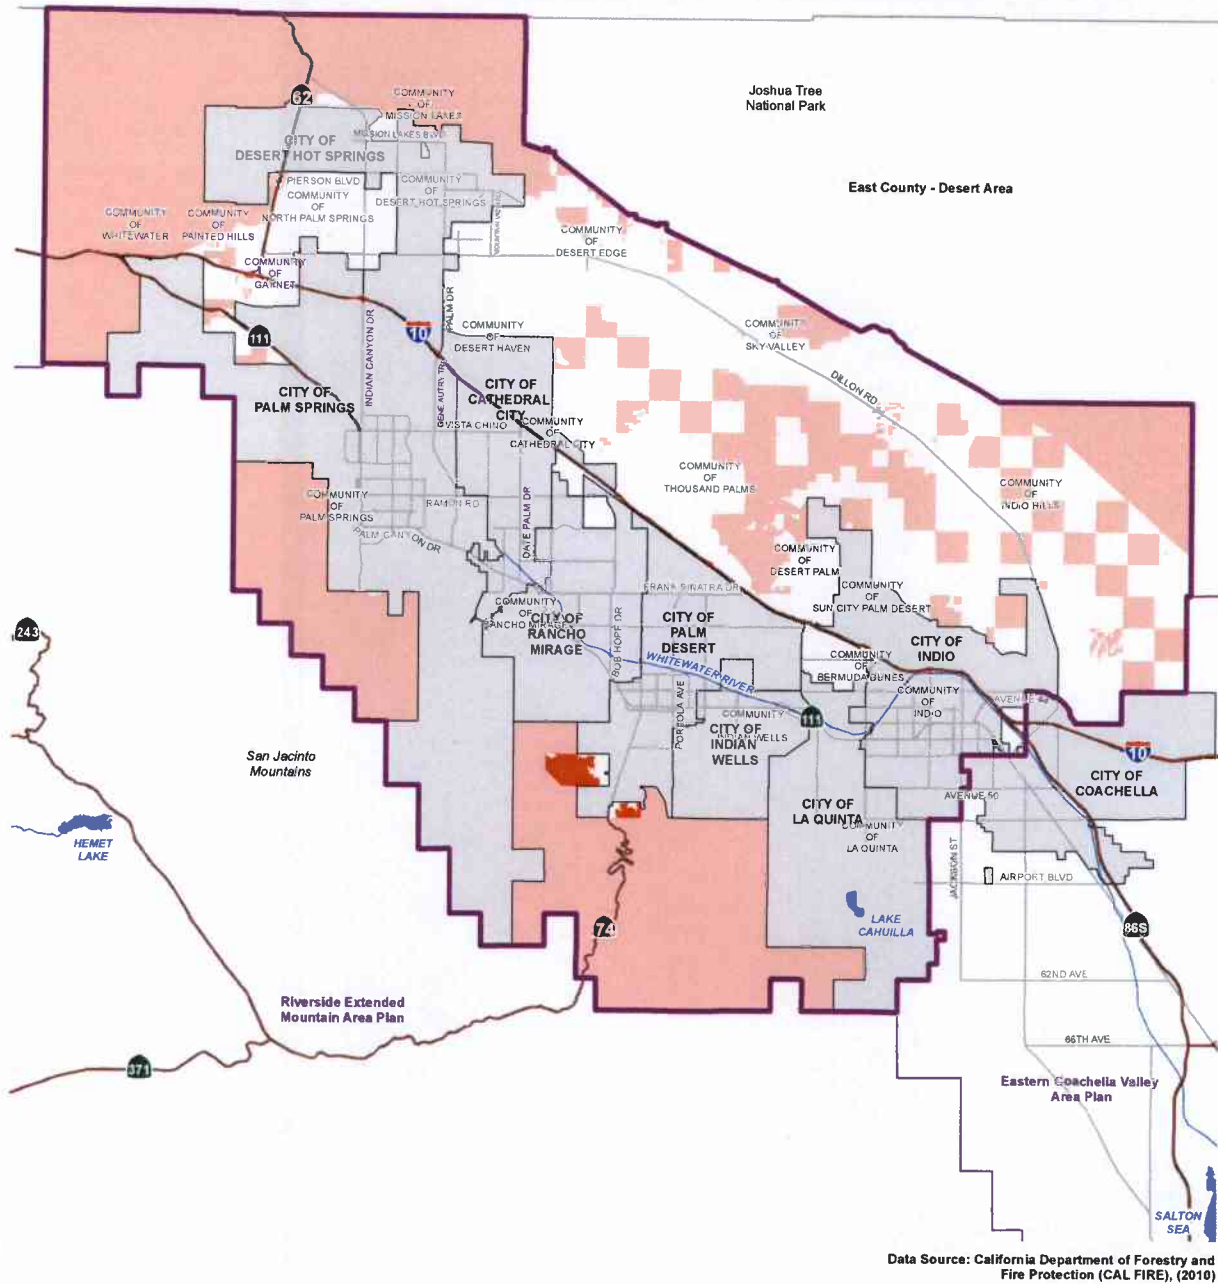 62
Joshua Tree
National Park
COMMUNITY
OF
MISSION LAKES
MISSION LAKES BLVD
CITY OF
DESERT HOT SPRINGS
East County - Desert Area
PIERSON BLVD
COMMUNITY
OF
NORTH PALM SPRINGS
COMMUNITY
OF
DESERT HOT SPRINGS
COMMUNITY
OF
WHITEWATER
COMMUNITY
OF
PAINTED HILLS
COMMUNITY
OF
DESERT EDGE
COMMUNITY
OF
GARNET
INDIAN CANYON DR
PALM DR
10
111
COMMUNITY
OF
DESERT HAVEN
COMMUNITY
OF
SKY VALLEY
DILLON RD
CITY OF
PALM SPRINGS
CITY OF
CATHEDRAL
CITY
VISTA CHINO
COMMUNITY
OF
CATHEDRAL CITY
COMMUNITY
OF
THOUSAND PALMS
COMMUNITY
OF
INDIO HILLS
COMMUNITY
OF
PALM SPRINGS
RAMON RD
PALM CANYON DR
DATE PALM DR
COMMUNITY
OF
DESERT PALM
FRANK SINATRA DR
COMMUNITY
OF
SUN CITY PALM DESERT
COMMUNITY
OF
RANCHO MIRAGE
CITY OF
RANCHO
MIRAGE
BOB HOPE DR
CITY OF
PALM
DESERT
CITY OF
INDIO
243
WHITEWATER RIVER
COMMUNITY
OF
BERMUDA DUNES
COMMUNITY
OF
INDIO
PORTOLA AVE
COMMUNITY
INDIAN WELLS
CITY OF
INDIAN
WELLS
111
10
San Jacinto
Mountains
CITY OF
COACHELLA
AVENUE 50
CITY OF
LA QUINTA
COMMUNITY
OF
LA QUINTA
HEMET
LAKE
JACKSON ST
AIRPORT BLVD
LAKE
CAHUILLA
74
86S
62ND AVE
Riverside Extended
Mountain Area Plan
66TH AVE
371
Eastern Coachella Valley
Area Plan
SALTON
SEA
Data Source: California Department of Forestry and
Fire Protection (CAL FIRE), (2010)